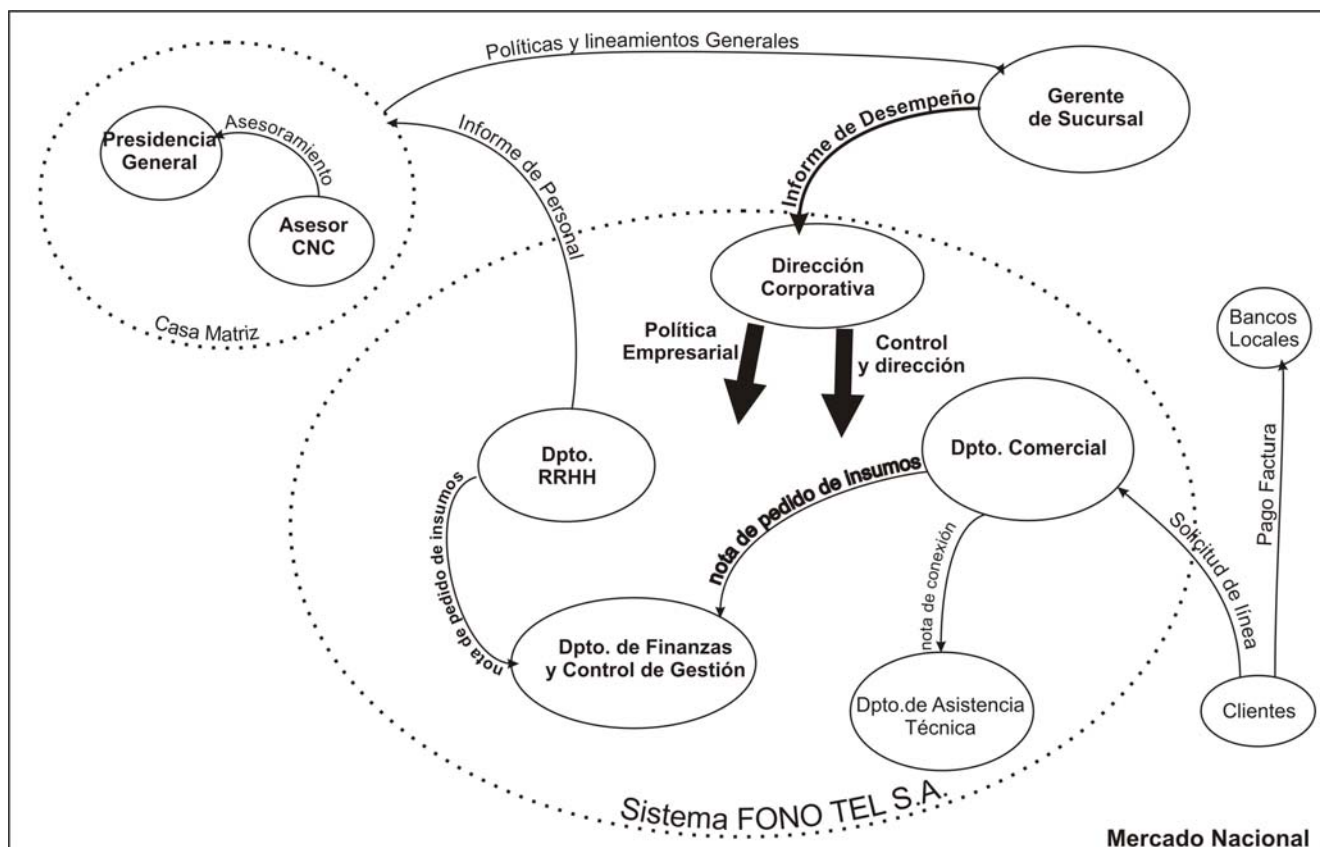 Políticas y lineamientos Generales
Gerente
de Sucursal
Informe de Desempeño
Presidencia
General
Asesoramiento
Asesor
CNC
Casa Matriz
Informe de Personal
Dirección
Corporativa
Política
Empresarial
Control
y dirección
Bancos
Locales
Dpto.
RRHH
Dpto. Comercial
nota de pedido de insumos
nota de pedido de insumos
nota de conexión
Solicitud de línea
Pago Factura
Dpto. de Finanzas
y Control de Gestión
Dpto.de Asistencia
Técnica
Clientes
Sistema FONO TEL S.A.
Mercado Nacional